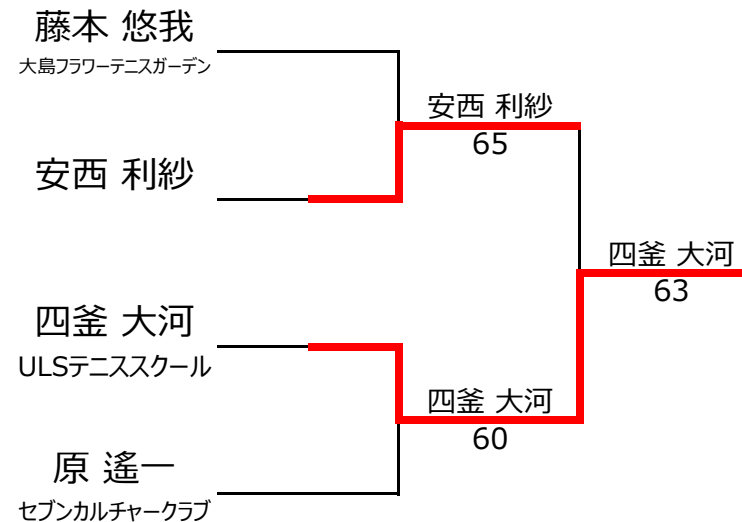 藤本 悠我
大島フラワーテニスガーデン
安西 利紗
65
安西 利紗
四釜 大河
63
四釜 大河
ULSテニススクール
四釜 大河
60
原 遙一
セブンカルチャークラブ